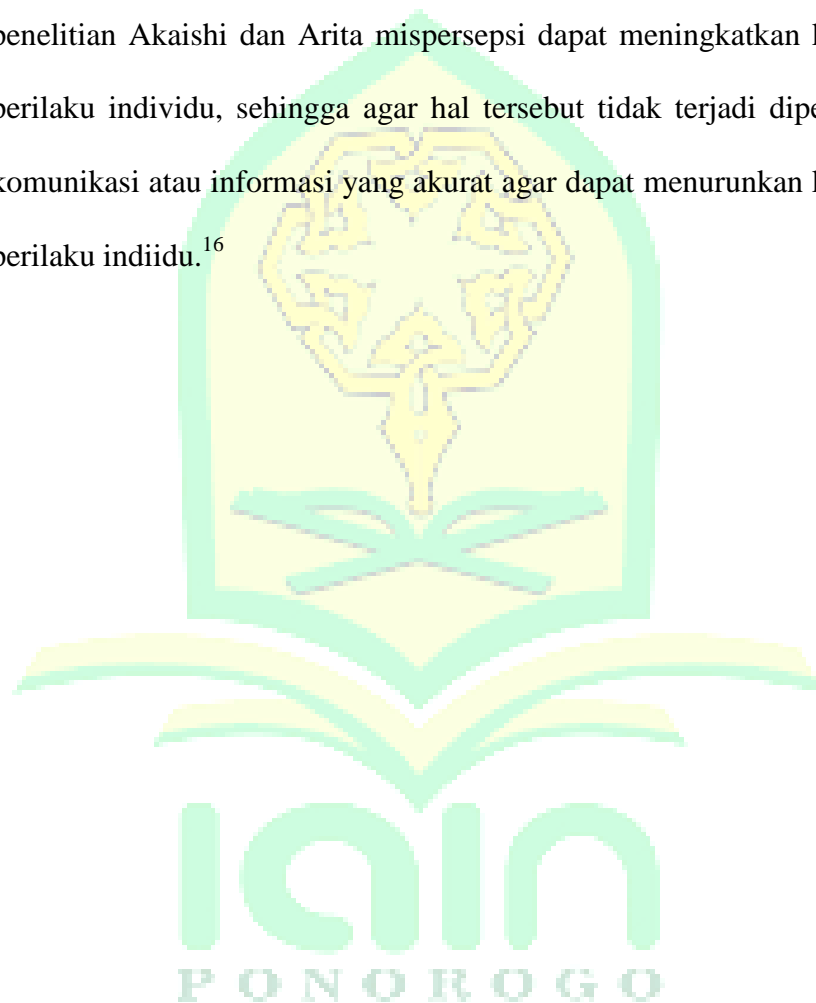 penelitian Akaishi dan Arita mispersepsi dapat meningkatkan
perilaku individu, sehingga agar hal tersebut tidak terjadi
komunikasi atau informasi yang akurat agar dapat menurunkan
perilaku indiidu.16
iain
PONOROGO